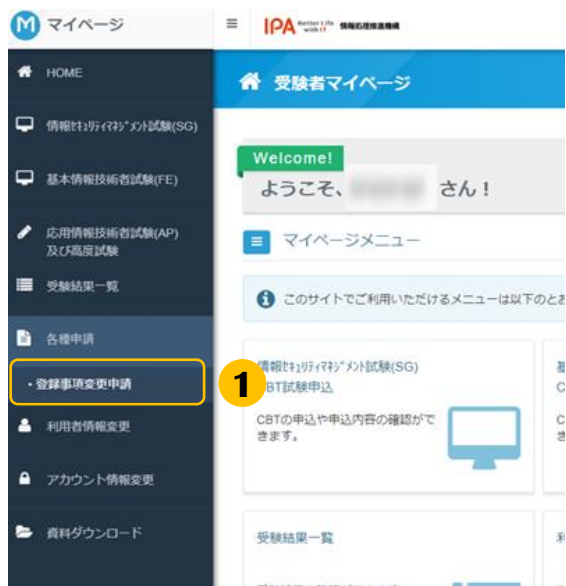 M マイページ
≡ IPA Better Life with IT 情報処理推進機構
HOME
情報ｾｷｭﾘﾃｨﾏﾈｼﾞﾒﾝﾄ試験(SG)
基本情報技術者試験(FE)
応用情報技術者試験(AP)
及び高度試験
受験結果一覧
各種申請
・登録事項変更申請
利用者情報変更
アカウント情報変更
資料ダウンロード
受験者マイページ
Welcome!
ようこそ、 さん！
マイページメニュー
このサイトでご利用いただけるメニューは以下のとお
1
情報ｾｷｭﾘﾃｨﾏﾈｼﾞﾒﾝﾄ試験(SG)
CBT試験申込
CBTの申込や申込内容の確認がで
きます。
受験結果一覧